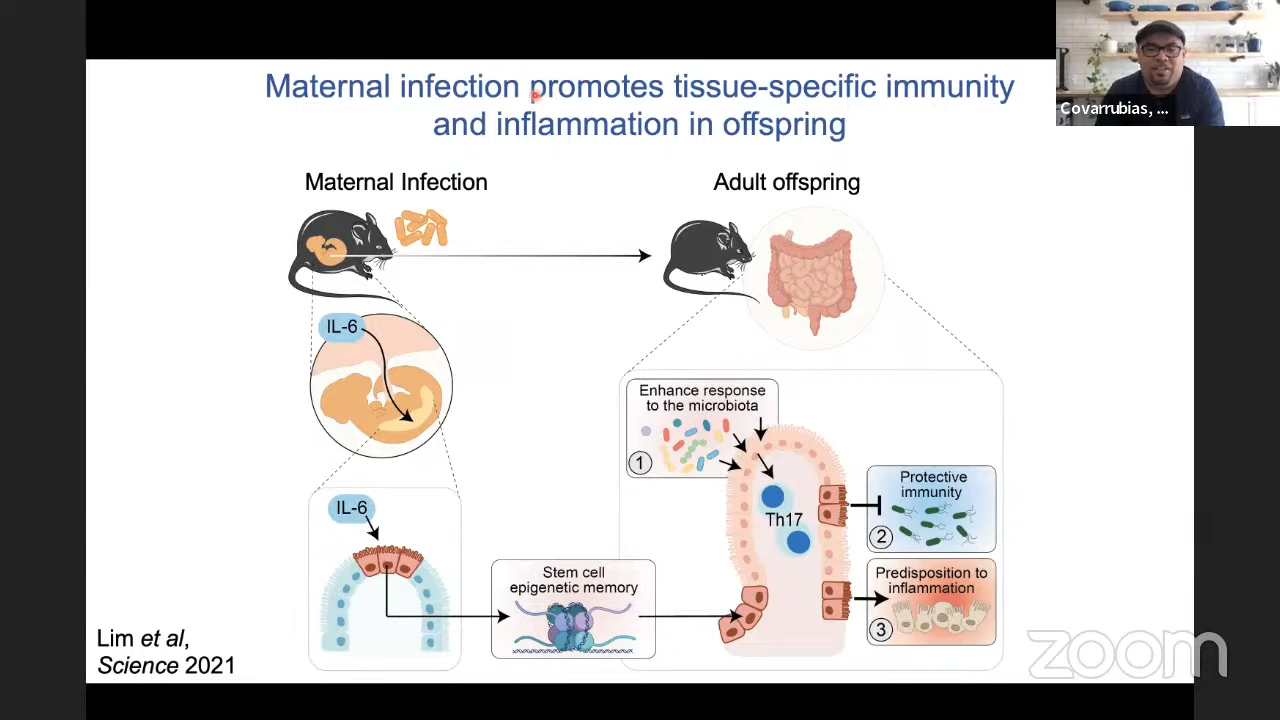 Maternal infection promotes tissue-specific immunity
and inflammation in offspring
Covarrubias, ...
Maternal Infection
Adult offspring
IL-6
IL-6
Enhance response
to the microbiota
1
Th17
Protective
immunity
2
Stem cell
epigenetic memory
Predisposition to
inflammation
3
Lim et al,
Science 2021
zoom